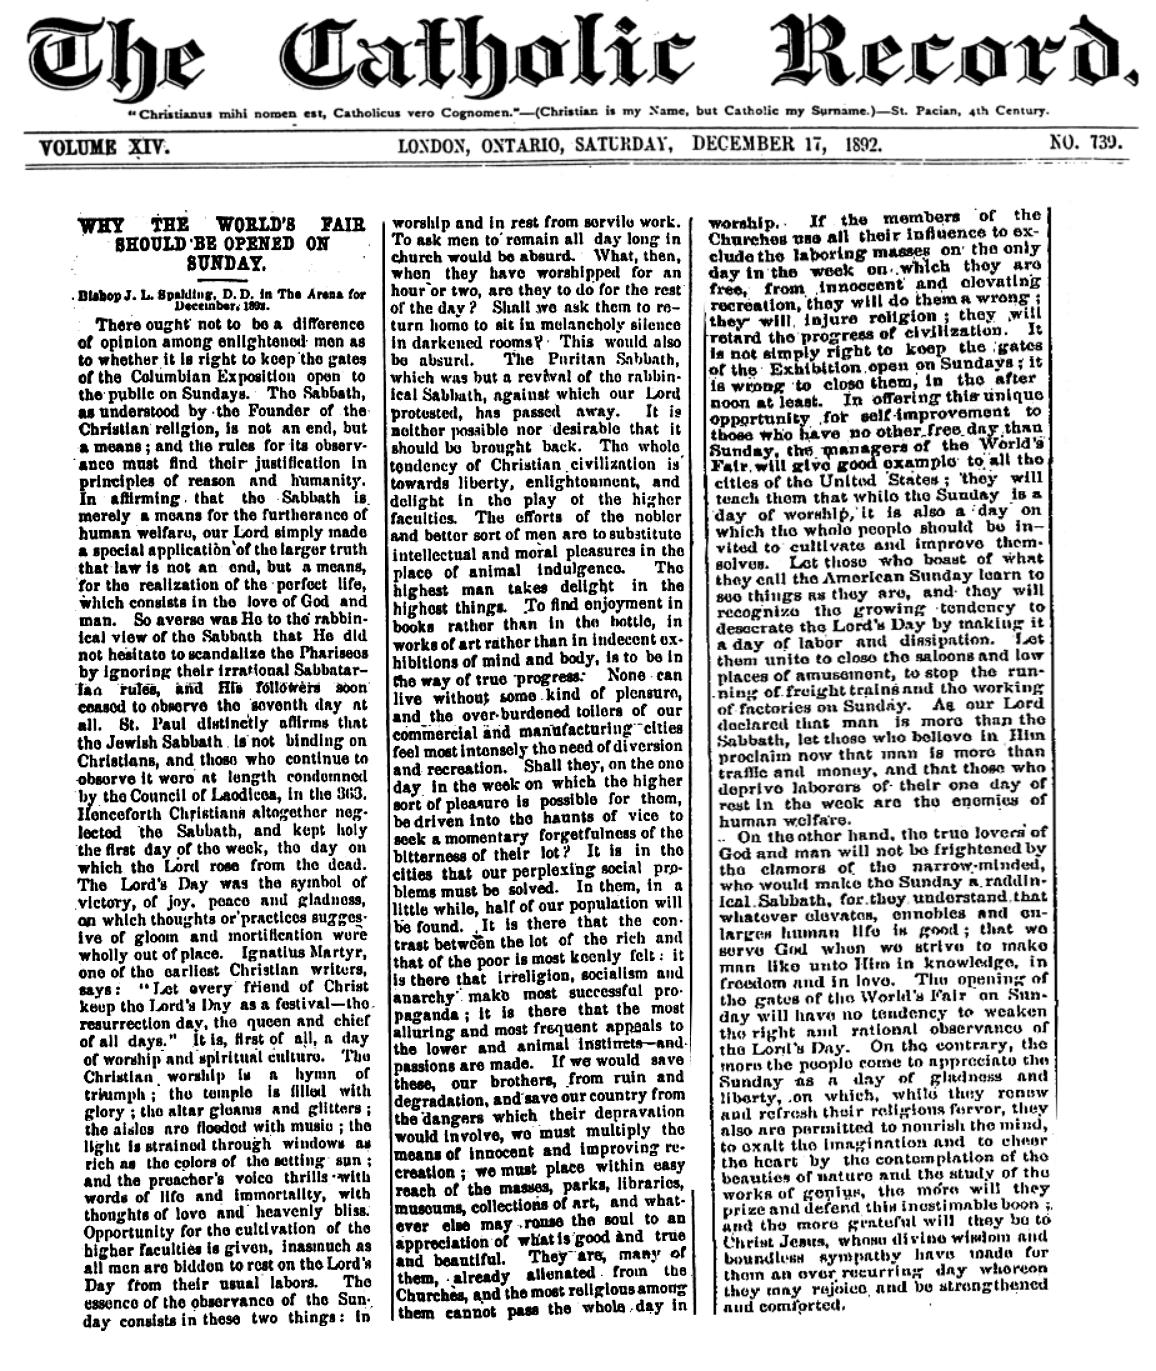 The Catholic Record.
"Christianus mihi nomen est, Catholicus vero Cognomen."—(Christian is my Name, but Catholic my Surname.)—St. Pacian, 4th Century.
VOLUME XIV. LONDON, ONTARIO, SATURDAY, DECEMBER 17, 1892. NO. 739.
WHY THE WORLD'S FAIR
SHOULD BE OPENED ON
SUNDAY.
Bishop J. L. Spalding, D. D. in The Arena for
December, 1892.
There ought not to be a difference
of opinion among enlightened men as
to whether it is right to keep the gates
of the Columbian Exposition open to
the public on Sundays. The Sabbath,
as understood by the Founder of the
Christian religion, is not an end, but
a means; and the rules for its observ-
ance must find their justification in
principles of reason and humanity.
In affirming that the Sabbath is
merely a means for the furtherance of
human welfare, our Lord simply made
a special application of the larger truth
that law is not an end, but a means,
for the realization of the perfect life,
which consists in the love of God and
man. So averse was He to the rabbin-
ical view of the Sabbath that He did
not hesitate to scandalize the Pharisees
by ignoring their irrational Sabbatar-
ian rules, and His followers soon
ceased to observe the seventh day at
all. St. Paul distinctly affirms that
the Jewish Sabbath is not binding on
Christians, and those who continue to
observe it were at length condemned
by the Council of Laodicea, in the 363.
Henceforth Christians altogether neg-
lected the Sabbath, and kept holy
the first day of the week, the day on
which the Lord rose from the dead.
The Lord's Day was the symbol of
victory, of joy, peace and gladness,
on which thoughts or practices sugges-
ive of gloom and mortification were
wholly out of place. Ignatius Martyr,
one of the earliest Christian writers,
says: "Let every friend of Christ
keep the Lord's Day as a festival—the
resurrection day, the queen and chief
of all days." It is, first of all, a day
of worship and spiritual culture. The
Christian worship is a hymn of
triumph; the temple is filled with
glory; the altar gleams and glitters;
the aisles are flooded with music; the
light is strained through windows as
rich as the colors of the setting sun;
and the preacher's voice thrills with
words of life and immortality, with
thoughts of love and heavenly bliss.
Opportunity for the cultivation of the
higher faculties is given, inasmuch as
all men are bidden to rest on the Lord's
Day from their usual labors. The
essence of the observance of the Sun-
day consists in these two things: in
worship and in rest from servile work.
To ask men to remain all day long in
church would be absurd. What, then,
when they have worshipped for an
hour or two, are they to do for the rest
of the day? Shall we ask them to re-
turn home to sit in melancholy silence
in darkened rooms? This would also
be absurd. The Puritan Sabbath,
which was but a revival of the rabbin-
ical Sabbath, against which our Lord
protested, has passed away. It is
neither possible nor desirable that it
should be brought back. The whole
tendency of Christian civilization is
towards liberty, enlightenment, and
delight in the play of the higher
faculties. The efforts of the nobler
and better sort of men are to substitute
intellectual and moral pleasures in the
place of animal indulgence. The
highest man takes delight in the
highest things. To find enjoyment in
books rather than in the bottle, in
works of art rather than in indecent ex-
hibitions of mind and body, is to be in
the way of true progress. None can
live without some kind of pleasure,
and the over-burdened toilers of our
commercial and manufacturing cities
feel most intensely the need of diversion
and recreation. Shall they, on the one
day in the week on which the higher
sort of pleasure is possible for them,
be driven into the haunts of vice to
seek a momentary forgetfulness of the
bitterness of their lot? It is in the
cities that our perplexing social pro-
blems must be solved. In them, in a
little while, half of our population will
be found. It is there that the con-
trast between the lot of the rich and
that of the poor is most keenly felt: it
is there that irreligion, socialism and
anarchy make most successful pro-
paganda; it is there that the most
alluring and most frequent appeals to
the lower and animal instincts—and
passions are made. If we would save
these, our brothers, from ruin and
degradation, and save our country from
the dangers which their depravation
would involve, we must multiply the
means of innocent and improving re-
creation; we must place within easy
reach of the masses, parks, libraries,
museums, collections of art, and what-
ever else may rouse the soul to an
appreciation of what is good and true
and beautiful. They are, many of
them, already alienated from the
Churches, and the most religious among
them cannot pass the whole day in
worship. If the members of the
Churches use all their influence to ex-
clude the laboring masses on the only
day in the week on which they are
free, from innoccent and elevating
recreation, they will do them a wrong;
they will injure religion; they will
retard the progress of civilization. It
is not simply right to keep the gates
of the Exhibition open on Sundays; it
is wrong to close them, in the after
noon at least. In offering this unique
opportunity for self-improvement to
those who have no other free day than
Sunday, the managers of the World's
Fair will give good example to all the
cities of the United States; they will
teach them that while the Sunday is a
day of worship, it is also a day on
which the whole people should be in-
vited to cultivate and improve them-
selves. Let those who boast of what
they call the American Sunday learn to
see things as they are, and they will
recognize the growing tendency to
desecrate the Lord's Day by making it
a day of labor and dissipation. Let
them unite to close the saloons and low
places of amusement, to stop the run-
ning of freight trains and the working
of factories on Sunday. As our Lord
declared that man is more than the
Sabbath, let those who believe in Him
proclaim now that man is more than
traffic and money, and that those who
deprive laborers of their one day of
rest in the week are the enemies of
human welfare.
On the other hand, the true lovers of
God and man will not be frightened by
the clamors of the narrow-minded,
who would make the Sunday a raddin-
ical Sabbath, for they understand that
whatever elevates, ennobles and en-
larges human life is good; that we
serve God when we strive to make
man like unto Him in knowledge, in
freedom and in love. The opening of
the gates of the World's Fair on Sun-
day will have no tendency to weaken
the right and rational observance of
the Lord's Day. On the contrary, the
more the people come to appreciate the
Sunday as a day of gladness and
liberty, on which, while they renew
and refresh their religious fervor, they
also are permitted to nourish the mind,
to exalt the imagination and to cheer
the heart by the contemplation of the
beauties of nature and the study of the
works of genius, the more will they
prize and defend this inestimable boon;
and the more grateful will they be to
Christ Jesus, whose divine wisdom and
boundless sympathy have made for
them an ever recurring day whereon
they may rejoice and be strengthened
and comforted.